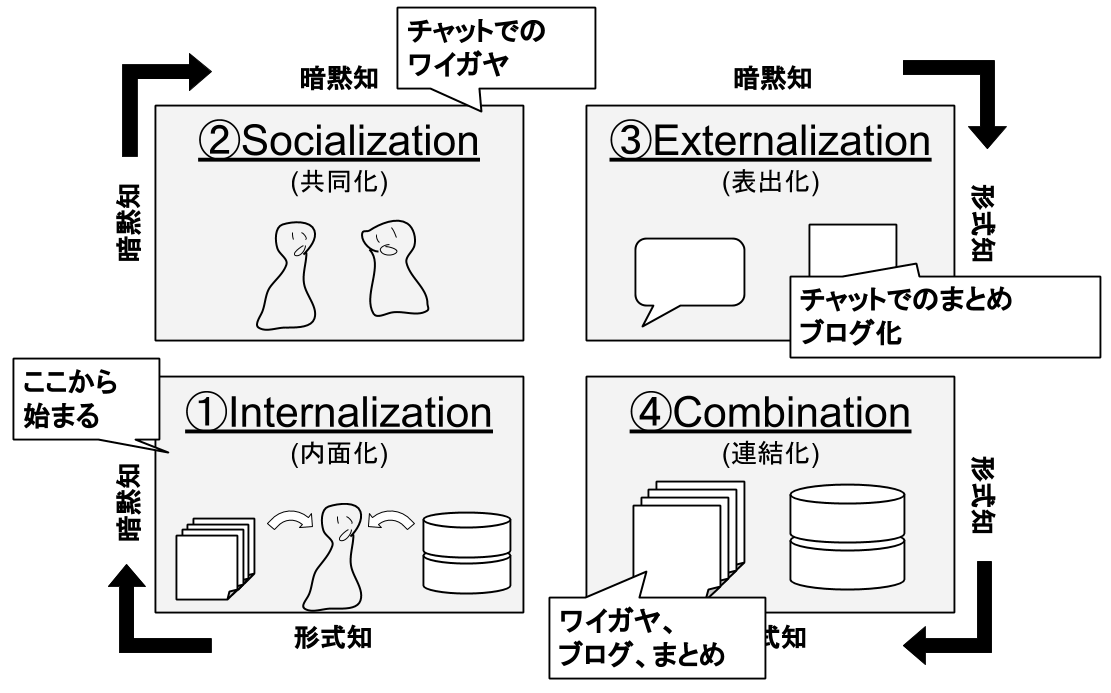 チャットでの
ワイガヤ
暗黙知
暗黙知
②Socialization
(共同化)
暗黙知
③Externalization
(表出化)
形式知
チャットでのまとめ
ブログ化
ここから
始まる
①Internalization
(内面化)
暗黙知
形式知
④Combination
(連結化)
形式知
ワイガヤ、
ブログ、まとめ
式知